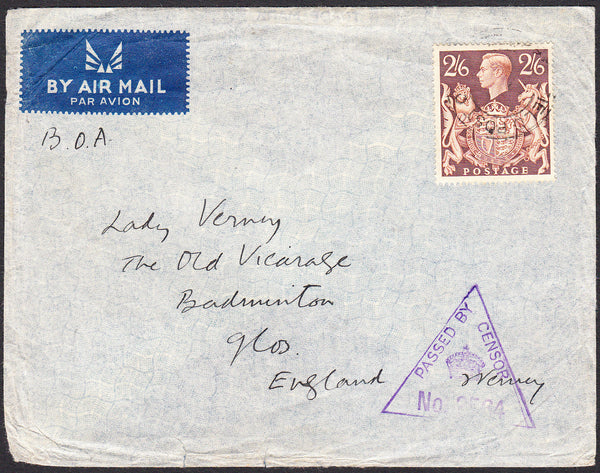 BY AIR MAIL
PAR AVION
2/6 2/6
POSTAGE
B.O.A.
Lady Verney
The Old Vicarage
Badminton
Glos.
England
PASSED BY CENSOR
No.
Verney